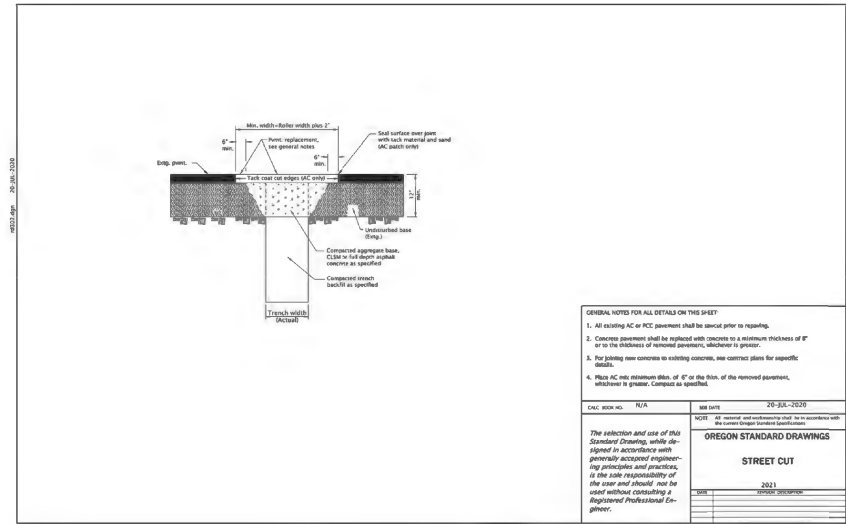 rd302.dgn 20-JUL-2020
Min. width=Roller width plus 2"
6"
min.
Pvmt. replacement,
see general notes
6"
min.
Seal surface over joint
with tack material and sand
(AC patch only)
Extg. pvmt.
Tack coat cut edges (AC only)
12"
min.
Undisturbed base
(Extg.)
Compacted aggregate base,
CLSM or full depth asphalt
concrete as specified
Compacted trench
backfill as specified
Trench width
(Actual)
GENERAL NOTES FOR ALL DETAILS ON THIS SHEET:
1. All existing AC or PCC pavement shall be sawcut prior to repaving.
2. Concrete pavement shall be replaced with concrete to a minimum thickness of 8"
or to the thickness of removed pavement, whichever is greater.
3. For joining new concrete to existing concrete, see contract plans for specific
details.
4. Place AC mix minimum thkn. of 6" or the thkn. of the removed pavement,
whichever is greater. Compact as specified.
CALC. BOOK NO. N/A
SDR DATE 20-JUL-2020
NOTE: All material and workmanship shall be in accordance with
the current Oregon Standard Specifications
The selection and use of this
Standard Drawing, while de-
signed in accordance with
generally accepted engineer-
ing principles and practices,
is the sole responsibility of
the user and should not be
used without consulting a
Registered Professional En-
gineer.
OREGON STANDARD DRAWINGS
STREET CUT
2021
DATE REVISION DESCRIPTION